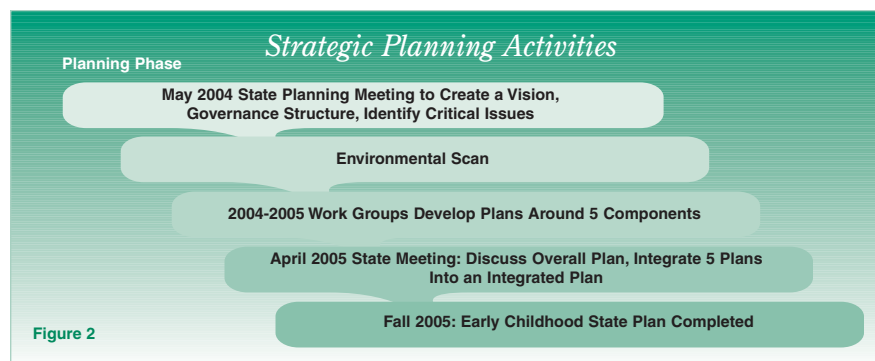 Strategic Planning Activities
Planning Phase
May 2004 State Planning Meeting to Create a Vision,
Governance Structure, Identify Critical Issues
Environmental Scan
2004-2005 Work Groups Develop Plans Around 5 Components
April 2005 State Meeting: Discuss Overall Plan, Integrate 5 Plans
Into an Integrated Plan
Fall 2005: Early Childhood State Plan Completed
Figure 2